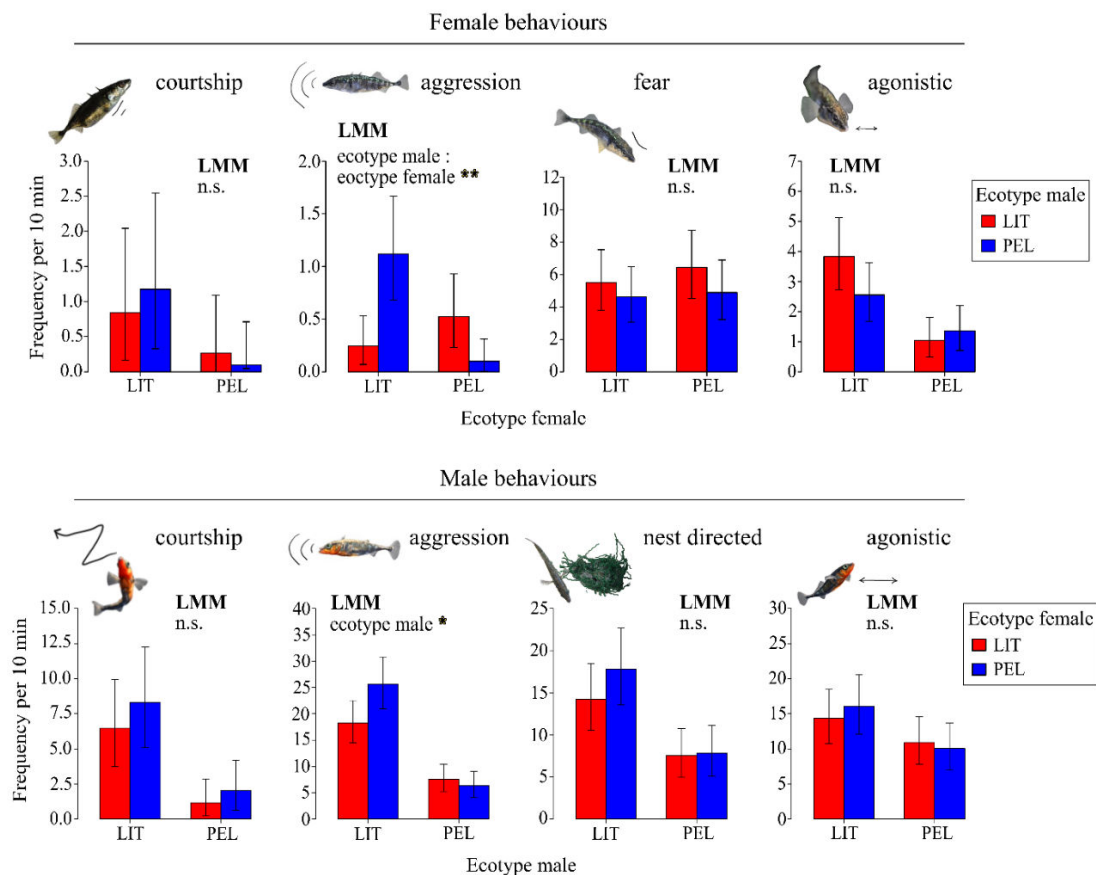 Female behaviours
courtship
aggression
fear
agonistic
LMM
n.s.
LMM
ecotype male :
eoctype female **
LMM
n.s.
LMM
n.s.
Frequency per 10 min
3.0
2.5
2.0
1.5
1.0
0.5
0.0
LIT PEL
2.0
1.5
1.0
0.5
0.0
LIT PEL
12
10
8
6
4
2
0
LIT PEL
7
6
5
4
3
2
1
0
LIT PEL
Ecotype male
LIT
PEL
Ecotype female
Male behaviours
courtship
aggression
nest directed
agonistic
LMM
n.s.
LMM
ecotype male *
LMM
n.s.
LMM
n.s.
Frequency per 10 min
15.0
12.5
10.0
7.5
5.0
2.5
0.0
LIT PEL
40
35
30
25
20
15
10
5
0
LIT PEL
25
20
15
10
5
0
LIT PEL
30
25
20
15
10
5
0
LIT PEL
Ecotype female
LIT
PEL
Ecotype male